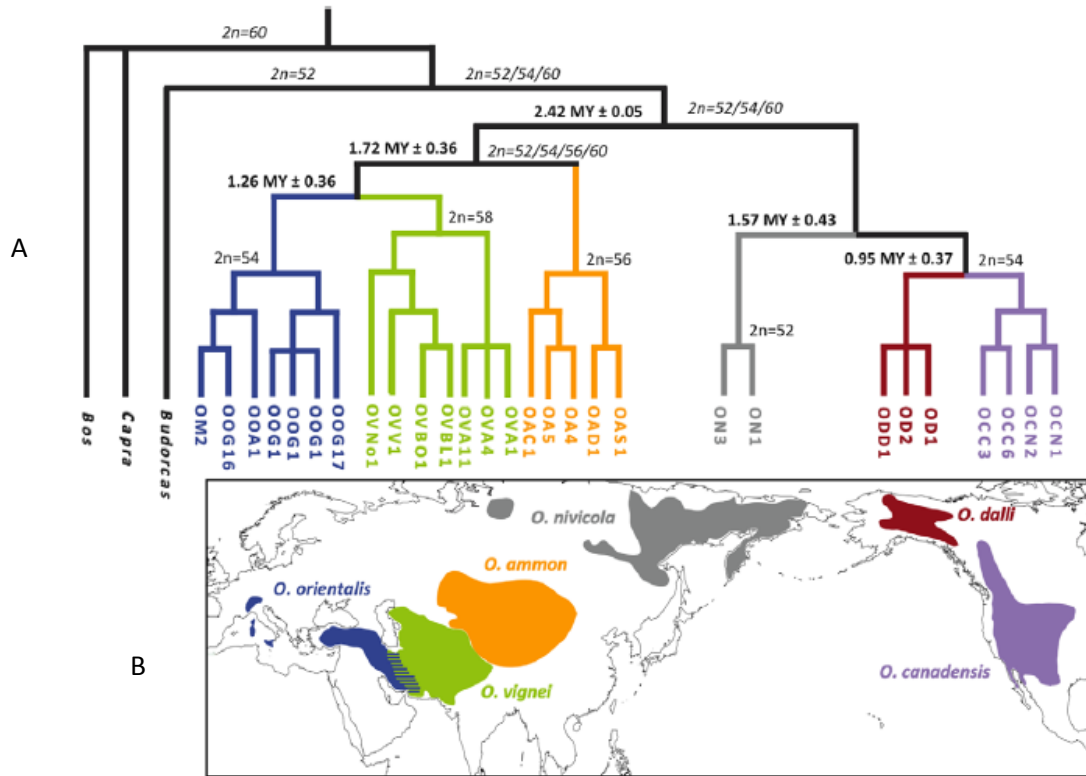 2n=60
2n=52
2n=52/54/60
2.42 MY ± 0.05
2n=52/54/60
1.72 MY ± 0.36
2n=52/54/56/60
1.26 MY ± 0.36
2n=58
1.57 MY ± 0.43
A
2n=54
2n=56
0.95 MY ± 0.37
2n=54
2n=52
Bos
Capra
Budorcas
OM2
OOG16
OOA1
OOG1
OOG1
OOG1
OOG17
OVNo1
OVV1
OVBO1
OVBL1
OVA11
OVA4
OVA1
OAC1
OA5
OA4
OAD1
OAS1
ON3
ON1
ODD1
OD2
OD1
OCC3
OCC6
OCN2
OCN1
O. nivicola
O. dalli
O. ammon
O. orientalis
B
O. vignei
O. canadensis